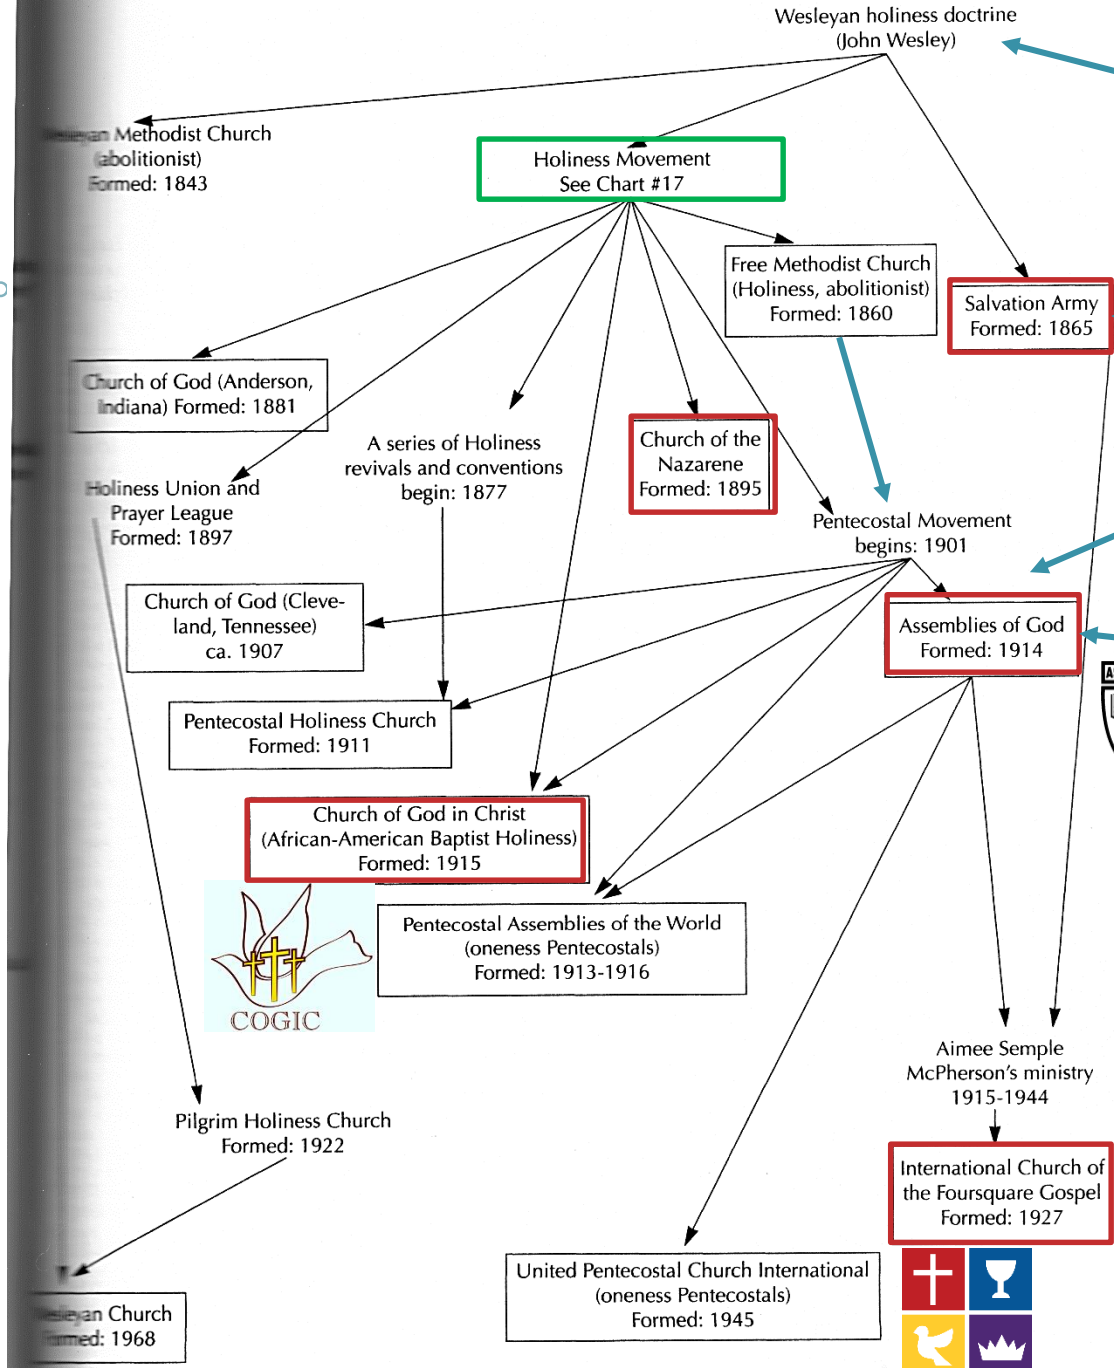 Wesleyan holiness doctrine
(John Wesley)
Wesleyan Methodist Church
(abolitionist)
Formed: 1843
Holiness Movement
See Chart #17
Free Methodist Church
(Holiness, abolitionist)
Formed: 1860
Salvation Army
Formed: 1865
Church of God (Anderson,
Indiana) Formed: 1881
A series of Holiness
revivals and conventions
begin: 1877
Church of the
Nazarene
Formed: 1895
Holiness Union and
Prayer League
Formed: 1897
Pentecostal Movement
begins: 1901
Church of God (Cleve-
land, Tennessee)
ca. 1907
Assemblies of God
Formed: 1914
Pentecostal Holiness Church
Formed: 1911
Church of God in Christ
(African-American Baptist Holiness)
Formed: 1915
Pentecostal Assemblies of the World
(oneness Pentecostals)
Formed: 1913-1916
COGIC
Aimee Semple
McPherson's ministry
1915-1944
Pilgrim Holiness Church
Formed: 1922
International Church of
the Foursquare Gospel
Formed: 1927
United Pentecostal Church International
(oneness Pentecostals)
Formed: 1945
Wesleyan Church
Formed: 1968